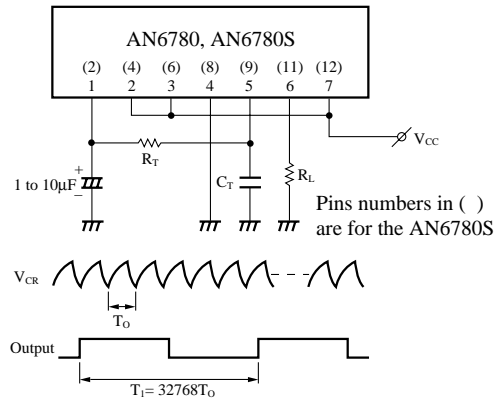 AN6780, AN6780S
(2) (4) (6) (8) (9) (11) (12)
1 2 3 4 5 6 7
V_CC
R_T
+
1 to 10μF
–
C_T
R_L
Pins numbers in ( )
are for the AN6780S
V_CR
T_O
Output
T_1= 32768T_O